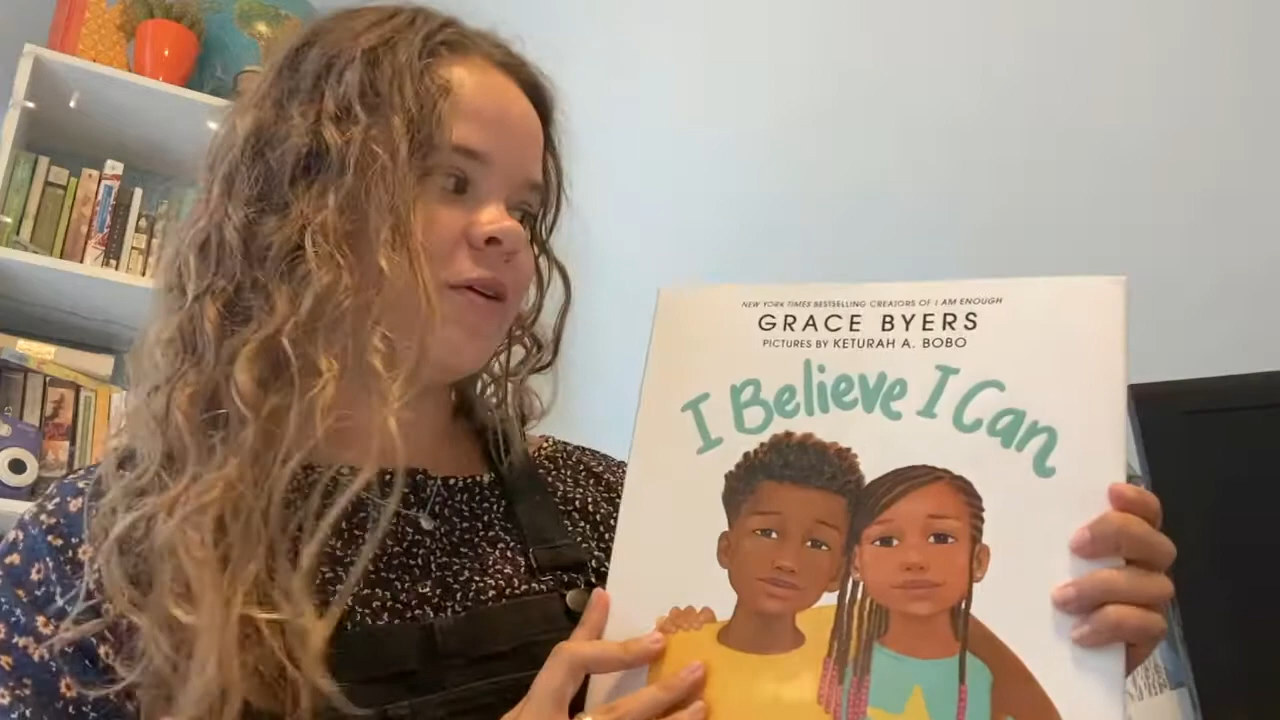 NEW YORK TIMES BESTSELLING CREATORS OF I AM ENOUGH
GRACE BYERS
PICTURES BY KETURAH A. BOBO
I Believe I Can